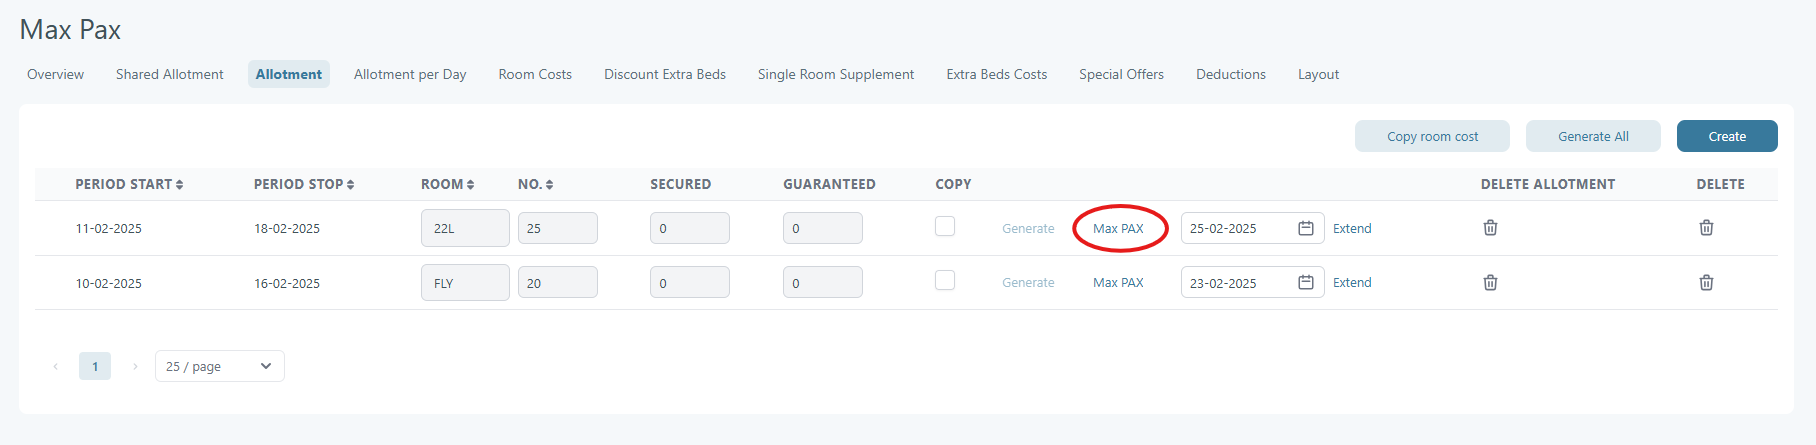 Max Pax
Overview Shared Allotment Allotment Allotment per Day Room Costs Discount Extra Beds Single Room Supplement Extra Beds Costs Special Offers Deductions Layout
Copy room cost Generate All Create
PERIOD START PERIOD STOP ROOM NO. SECURED GUARANTEED COPY DELETE ALLOTMENT DELETE
11-02-2025 18-02-2025 22L 25 0 0 Generate Max PAX 25-02-2025 Extend
10-02-2025 16-02-2025 FLY 20 0 0 Generate Max PAX 23-02-2025 Extend
1 25 / page